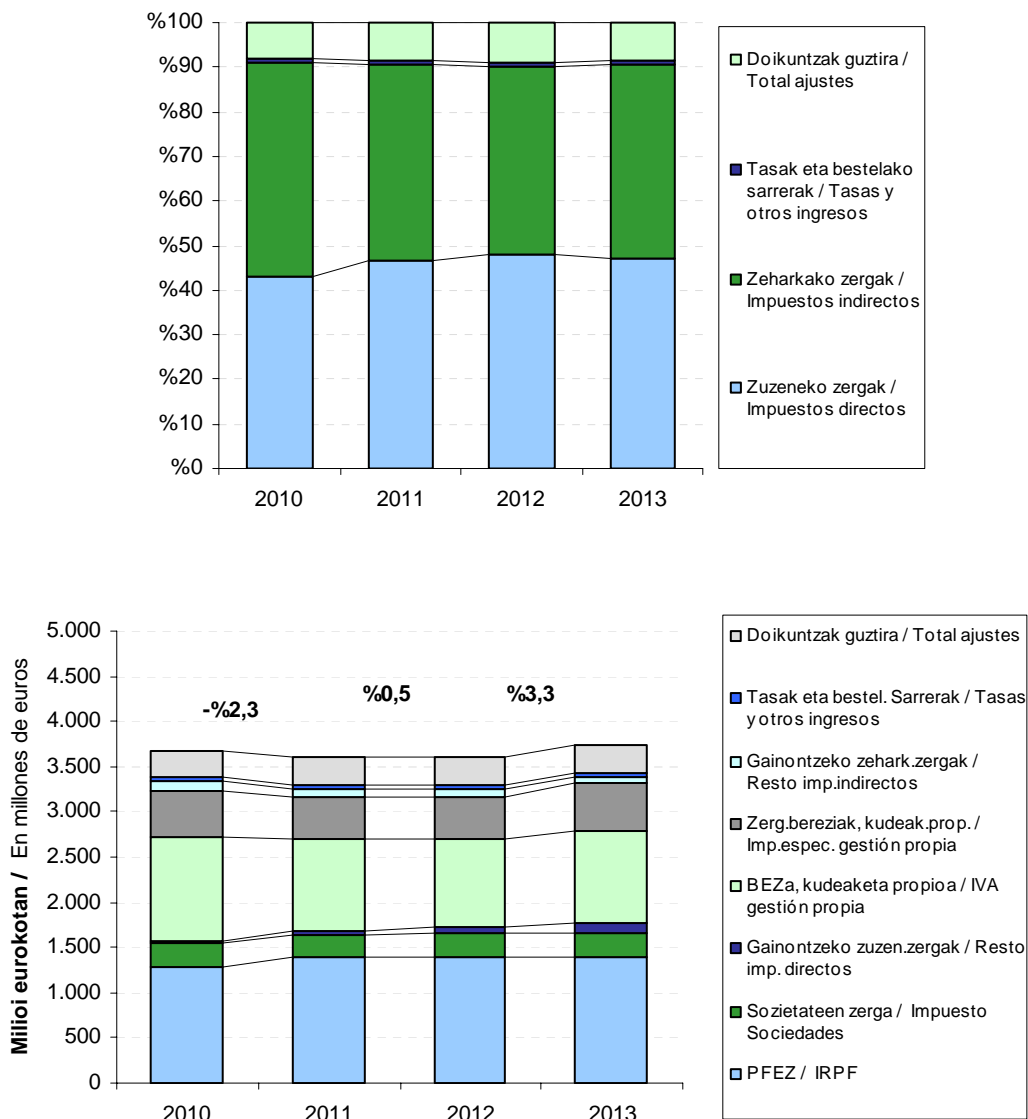 %100
%90
%80
%70
%60
%50
%40
%30
%20
%10
%0
2010 2011 2012 2013
Doikuntzak guztira /
Total ajustes
Tasak eta bestelako
sarrerak / Tasas y
otros ingresos
Zeharkako zergak /
Impuestos indirectos
Zuzeneko zergak /
Impuestos directos
Milioi eurokotan / En millones de euros
5.000
4.500
4.000
3.500
3.000
2.500
2.000
1.500
1.000
500
0
-%2,3 %0,5 %3,3
2010 2011 2012 2013
Doikuntzak guztira / Total ajustes
Tasak eta bestel. Sarrerak / Tasas
y otros ingresos
Gainontzeko zehark.zergak /
Resto imp.indirectos
Zerg.bereziak, kudeak.prop. /
Imp.espec. gestión propia
BEZa, kudeaketa propioa / IVA
gestión propia
Gainontzeko zuzen.zergak / Resto
imp. directos
Sozietateen zerga / Impuesto
Sociedades
PFEZ / IRPF